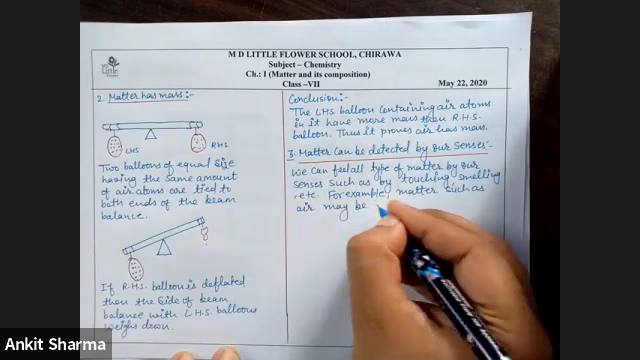 M D LITTLE FLOWER SCHOOL, CHIRAWA
Subject – Chemistry
Ch.: I (Matter and its composition)
Class –VII
May 22, 2020
2. Matter has mass :-
LHS
RHS
Two balloons of equal size
having the same amount
of air atoms are tied to
both ends of the beam
balance.
If R.H.S. balloon is deflated
then the side of beam
balance with L.H.S. balloons
weighs down.
Conclusion:-
The LHS balloon containing air atoms
in it have more mass than R.H.S.
balloon. Thus it proves air has mass.
3. Matter can be detected by our senses:-
We can feel all type of matter by our
senses such as by touching smelling
, etc. For example, matter such as
air may be
Ankit Sharma